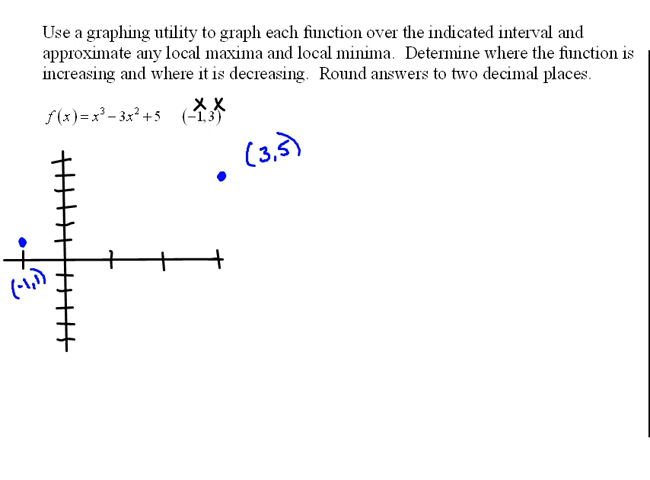 Use a graphing utility to graph each function over the indicated interval and
approximate any local maxima and local minima. Determine where the function is
increasing and where it is decreasing. Round answers to two decimal places.
x x
f(x)=x³−3x²+5 (−1,3)
(3,5)
(-1,1)